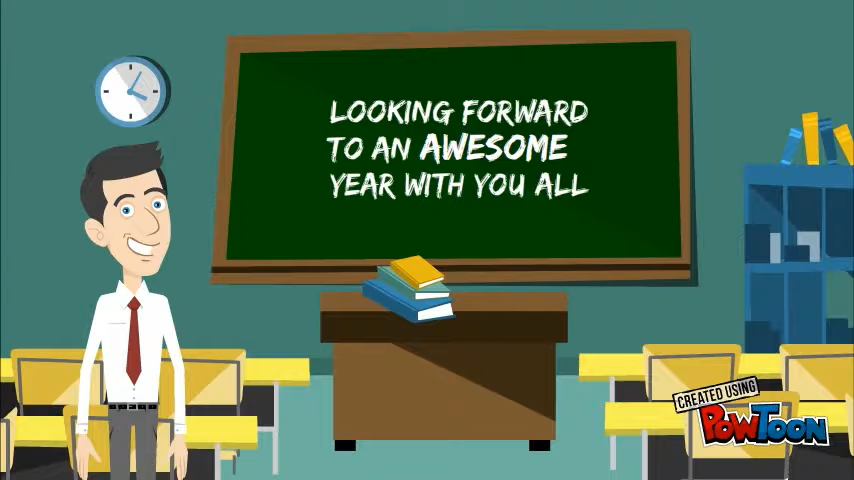 LOOKING FORWARD
TO AN AWESOME
YEAR WITH YOU ALL
CREATED USING
POWTOON